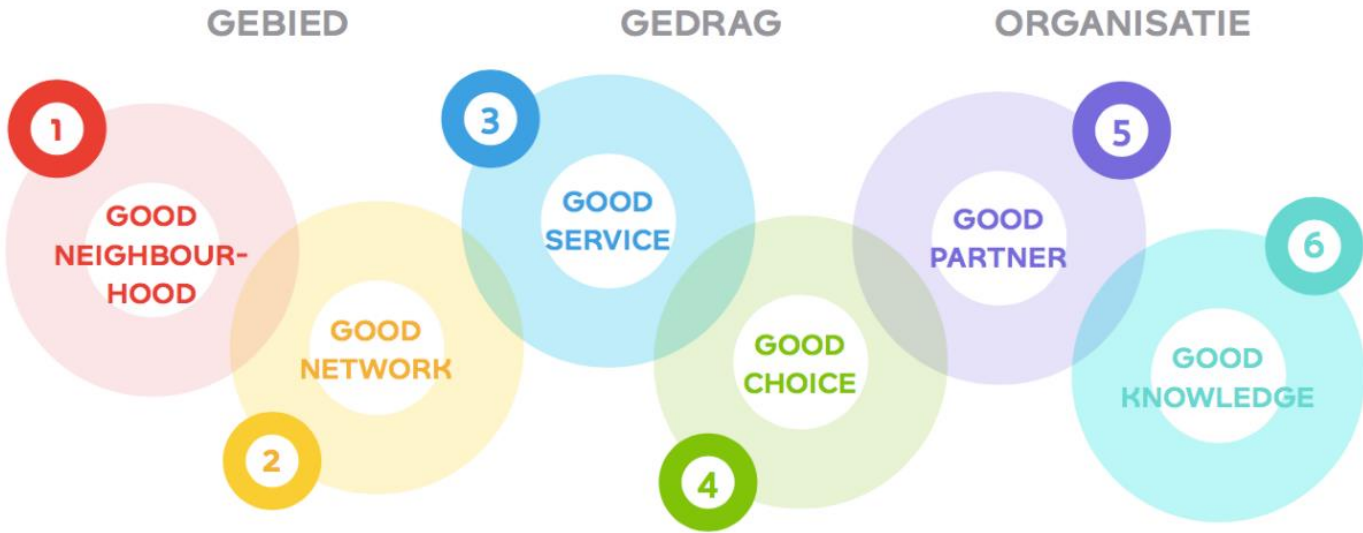 GEBIED
GEDRAG
ORGANISATIE
1
GOOD
NEIGHBOUR-
HOOD
2
GOOD
NETWORK
3
GOOD
SERVICE
4
GOOD
CHOICE
5
GOOD
PARTNER
6
GOOD
KNOWLEDGE